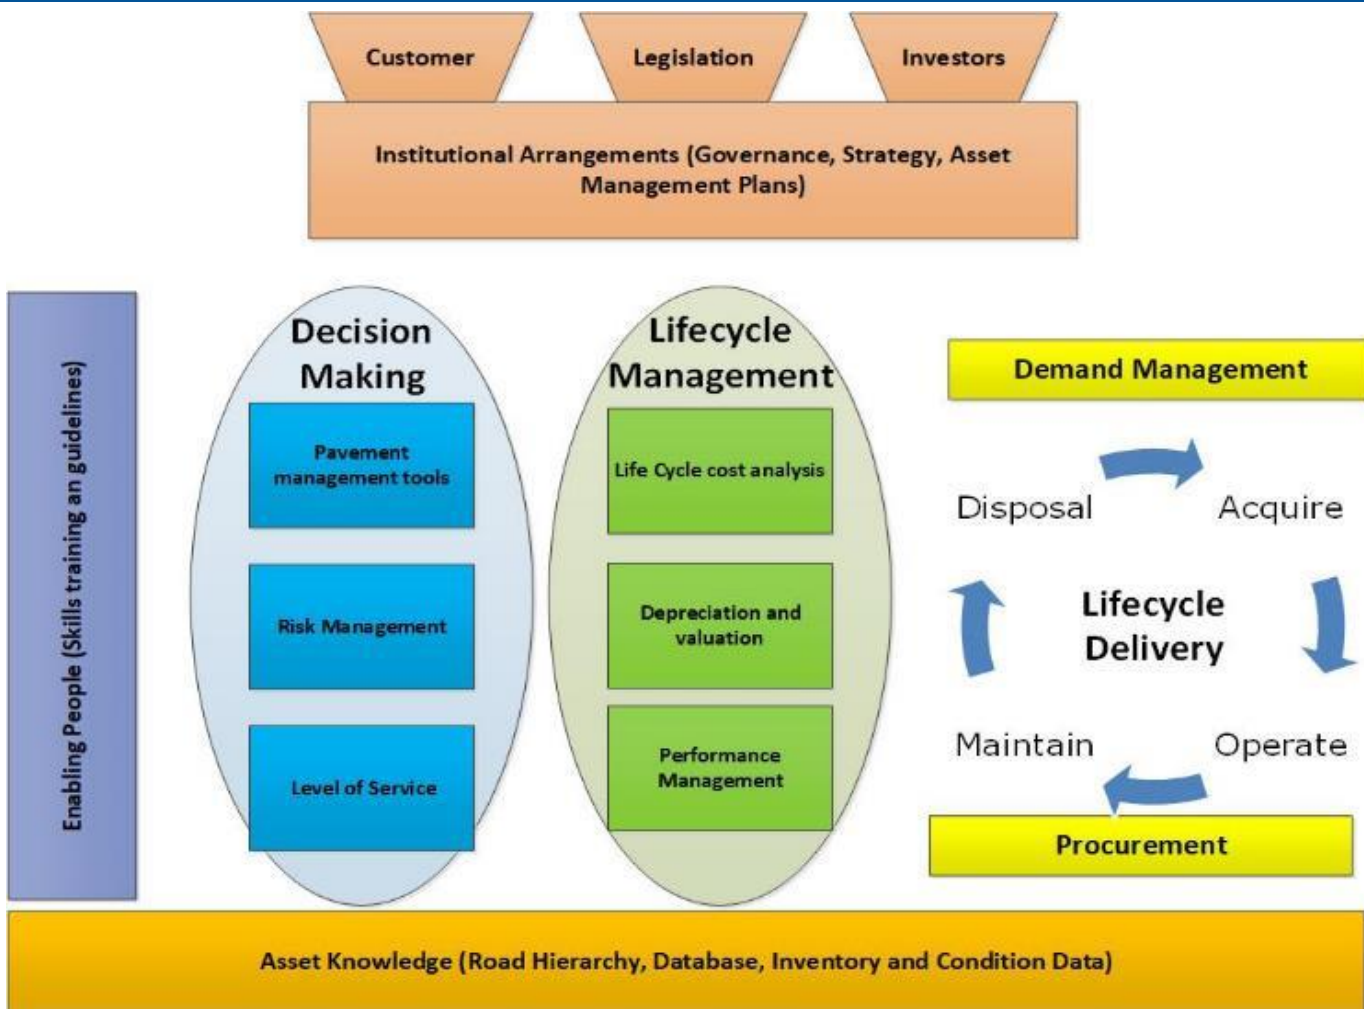 Customer
Legislation
Investors
Institutional Arrangements (Governance, Strategy, Asset
Management Plans)
Enabling People (Skills training an guidelines)
Decision
Making
Pavement
management tools
Risk Management
Level of Service
Lifecycle
Management
Life Cycle cost analysis
Depreciation and
valuation
Performance
Management
Demand Management
Disposal
Acquire
Lifecycle
Delivery
Maintain
Operate
Procurement
Asset Knowledge (Road Hierarchy, Database, Inventory and Condition Data)